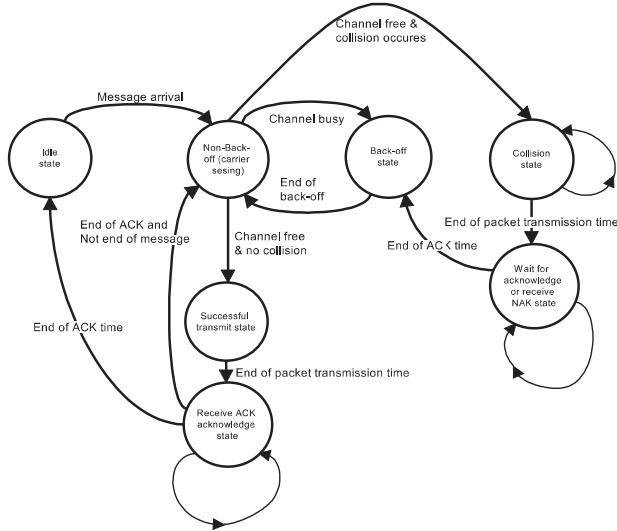 Channel free &
collision occures
Message arrival
Channel busy
Idle
state
Non-Back-
off (carrier
sesing)
Back-off
state
Collision
state
End of
back-off
End of ACK and
Not end of message
Channel free
& no collision
End of packet transmission time
End of ACK time
Wait for
acknowledge
or receive
NAK state
Successful
transmit state
End of ACK time
End of packet transmission time
Receive ACK
acknowledge
state